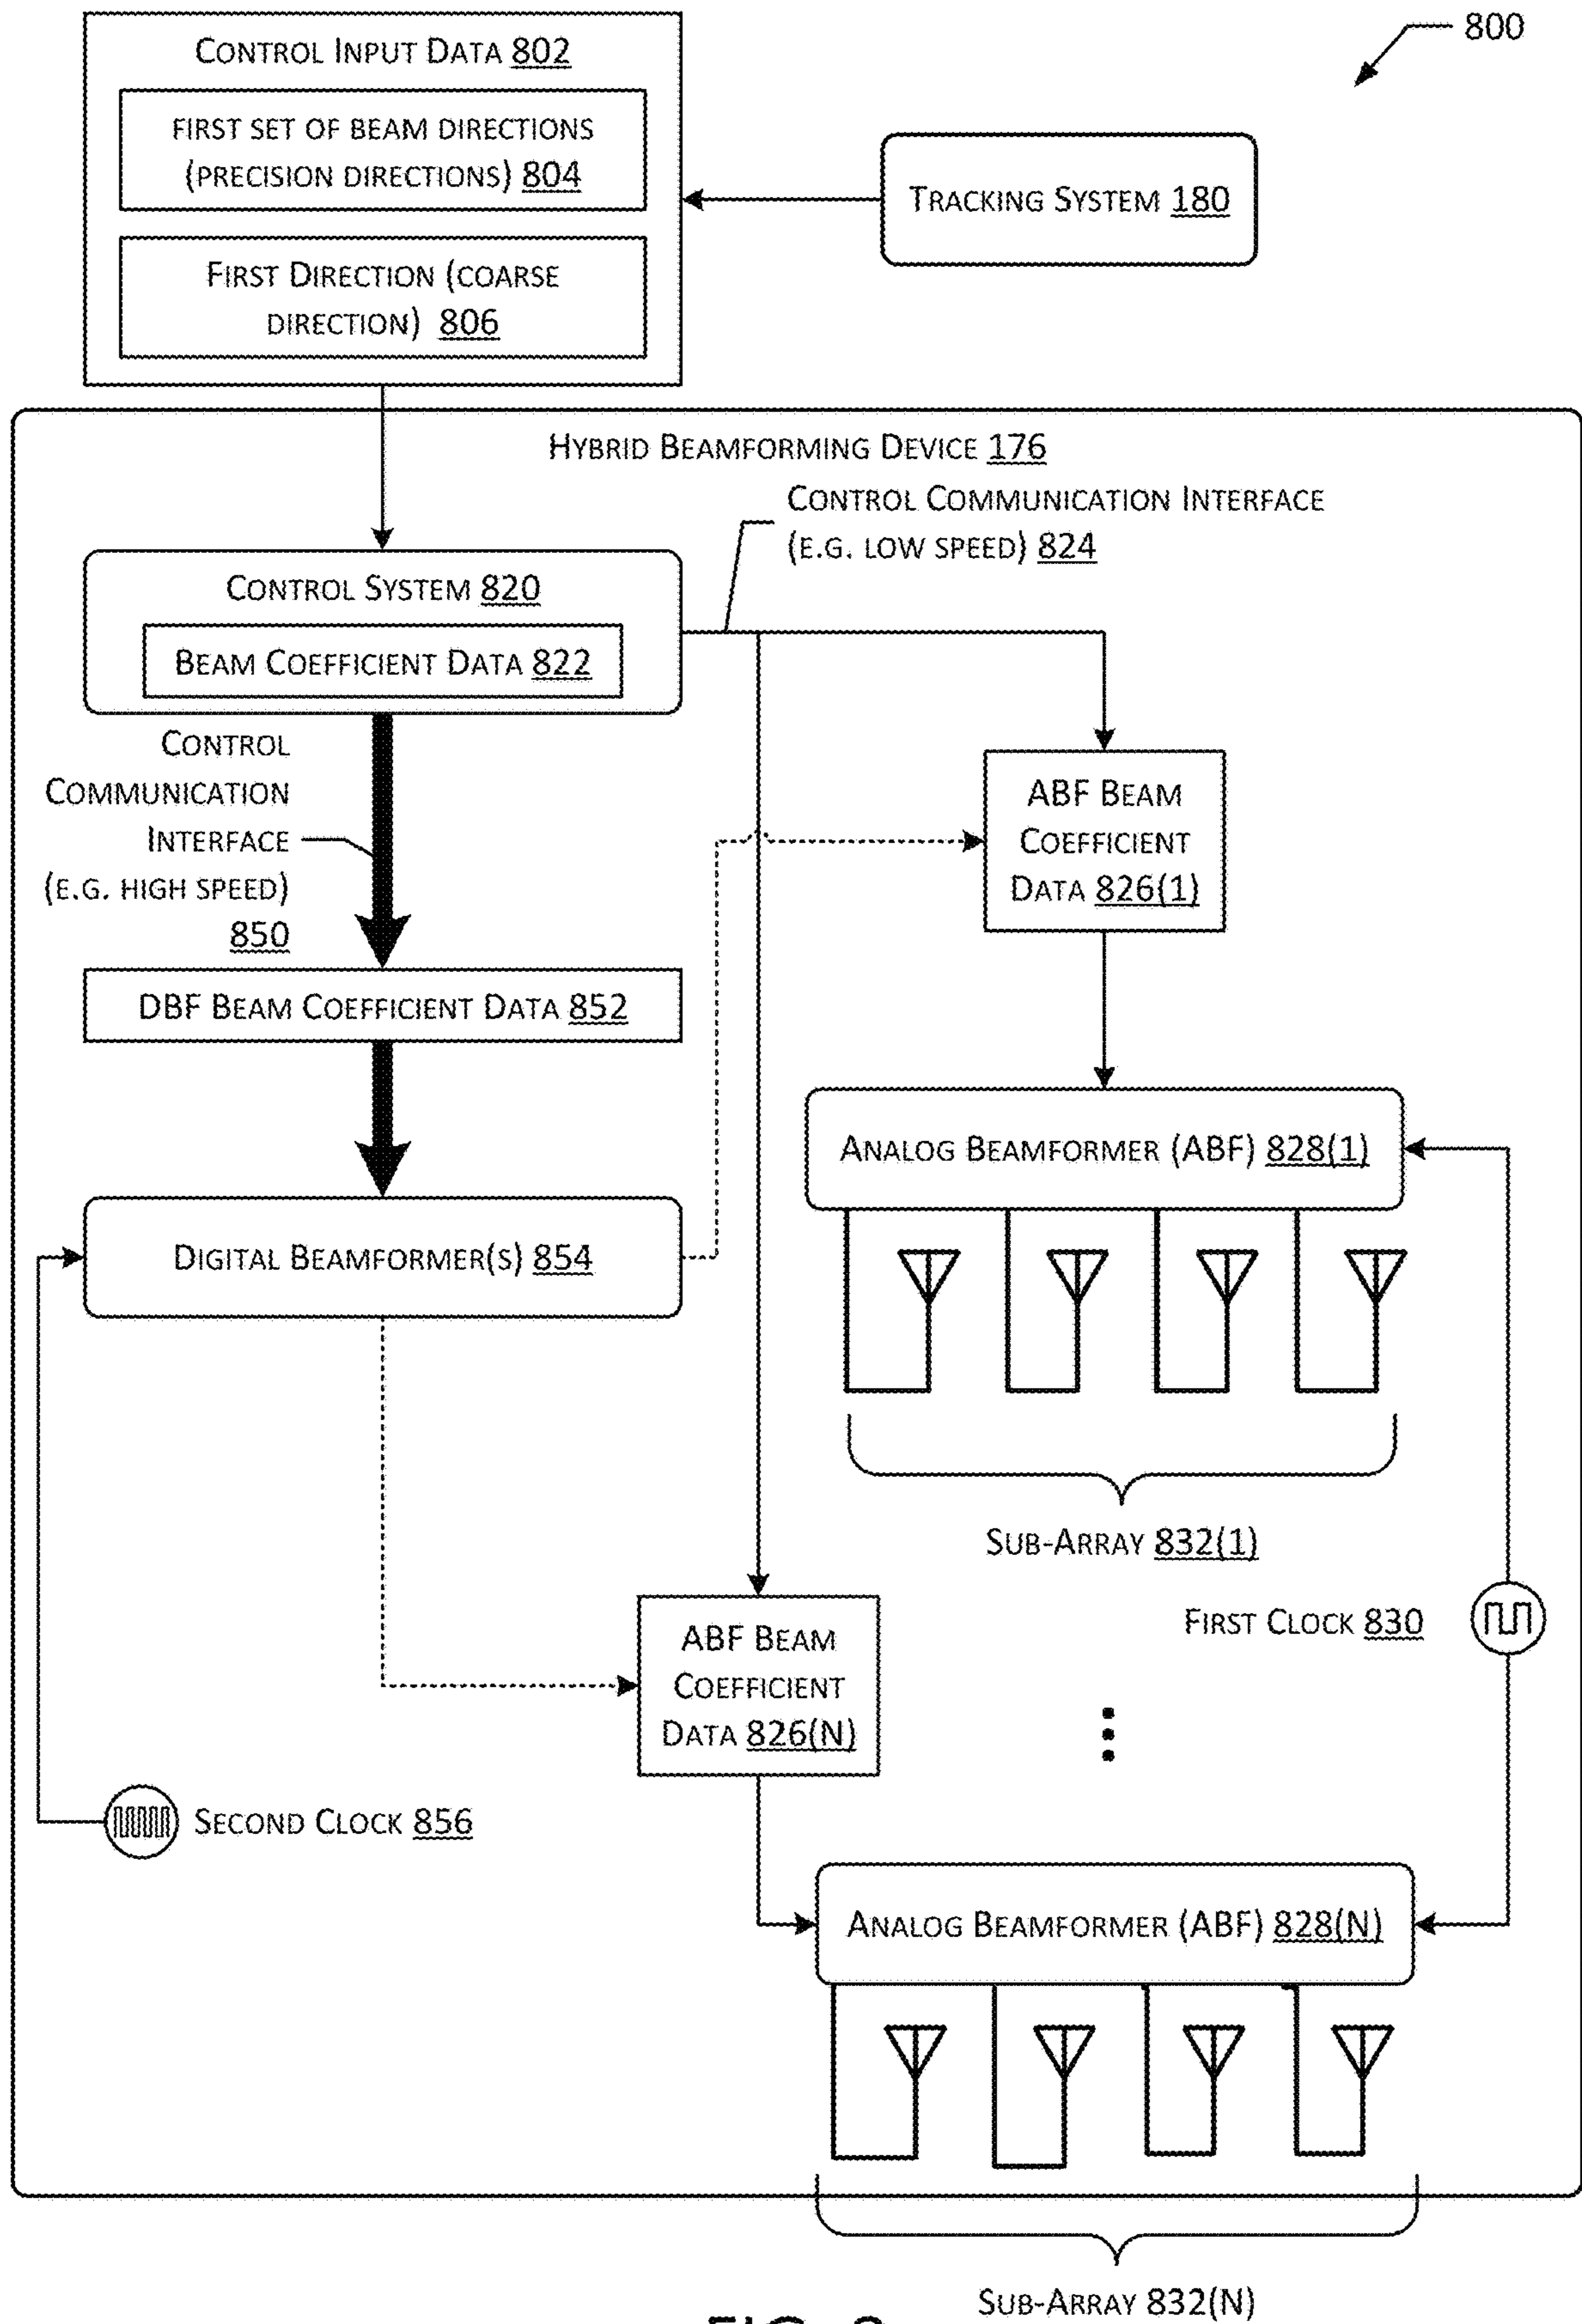 800
CONTROL INPUT DATA 802
FIRST SET OF BEAM DIRECTIONS
(PRECISION DIRECTIONS) 804
FIRST DIRECTION (COARSE
DIRECTION) 806
TRACKING SYSTEM 180
HYBRID BEAMFORMING DEVICE 176
CONTROL COMMUNICATION INTERFACE
(E.G. LOW SPEED) 824
CONTROL SYSTEM 820
BEAM COEFFICIENT DATA 822
CONTROL
COMMUNICATION
INTERFACE
(E.G. HIGH SPEED)
850
ABF BEAM
COEFFICIENT
DATA 826(1)
DBF BEAM COEFFICIENT DATA 852
ANALOG BEAMFORMER (ABF) 828(1)
DIGITAL BEAMFORMER(S) 854
SUB-ARRAY 832(1)
FIRST CLOCK 830
ABF BEAM
COEFFICIENT
DATA 826(N)
SECOND CLOCK 856
ANALOG BEAMFORMER (ABF) 828(N)
SUB-ARRAY 832(N)